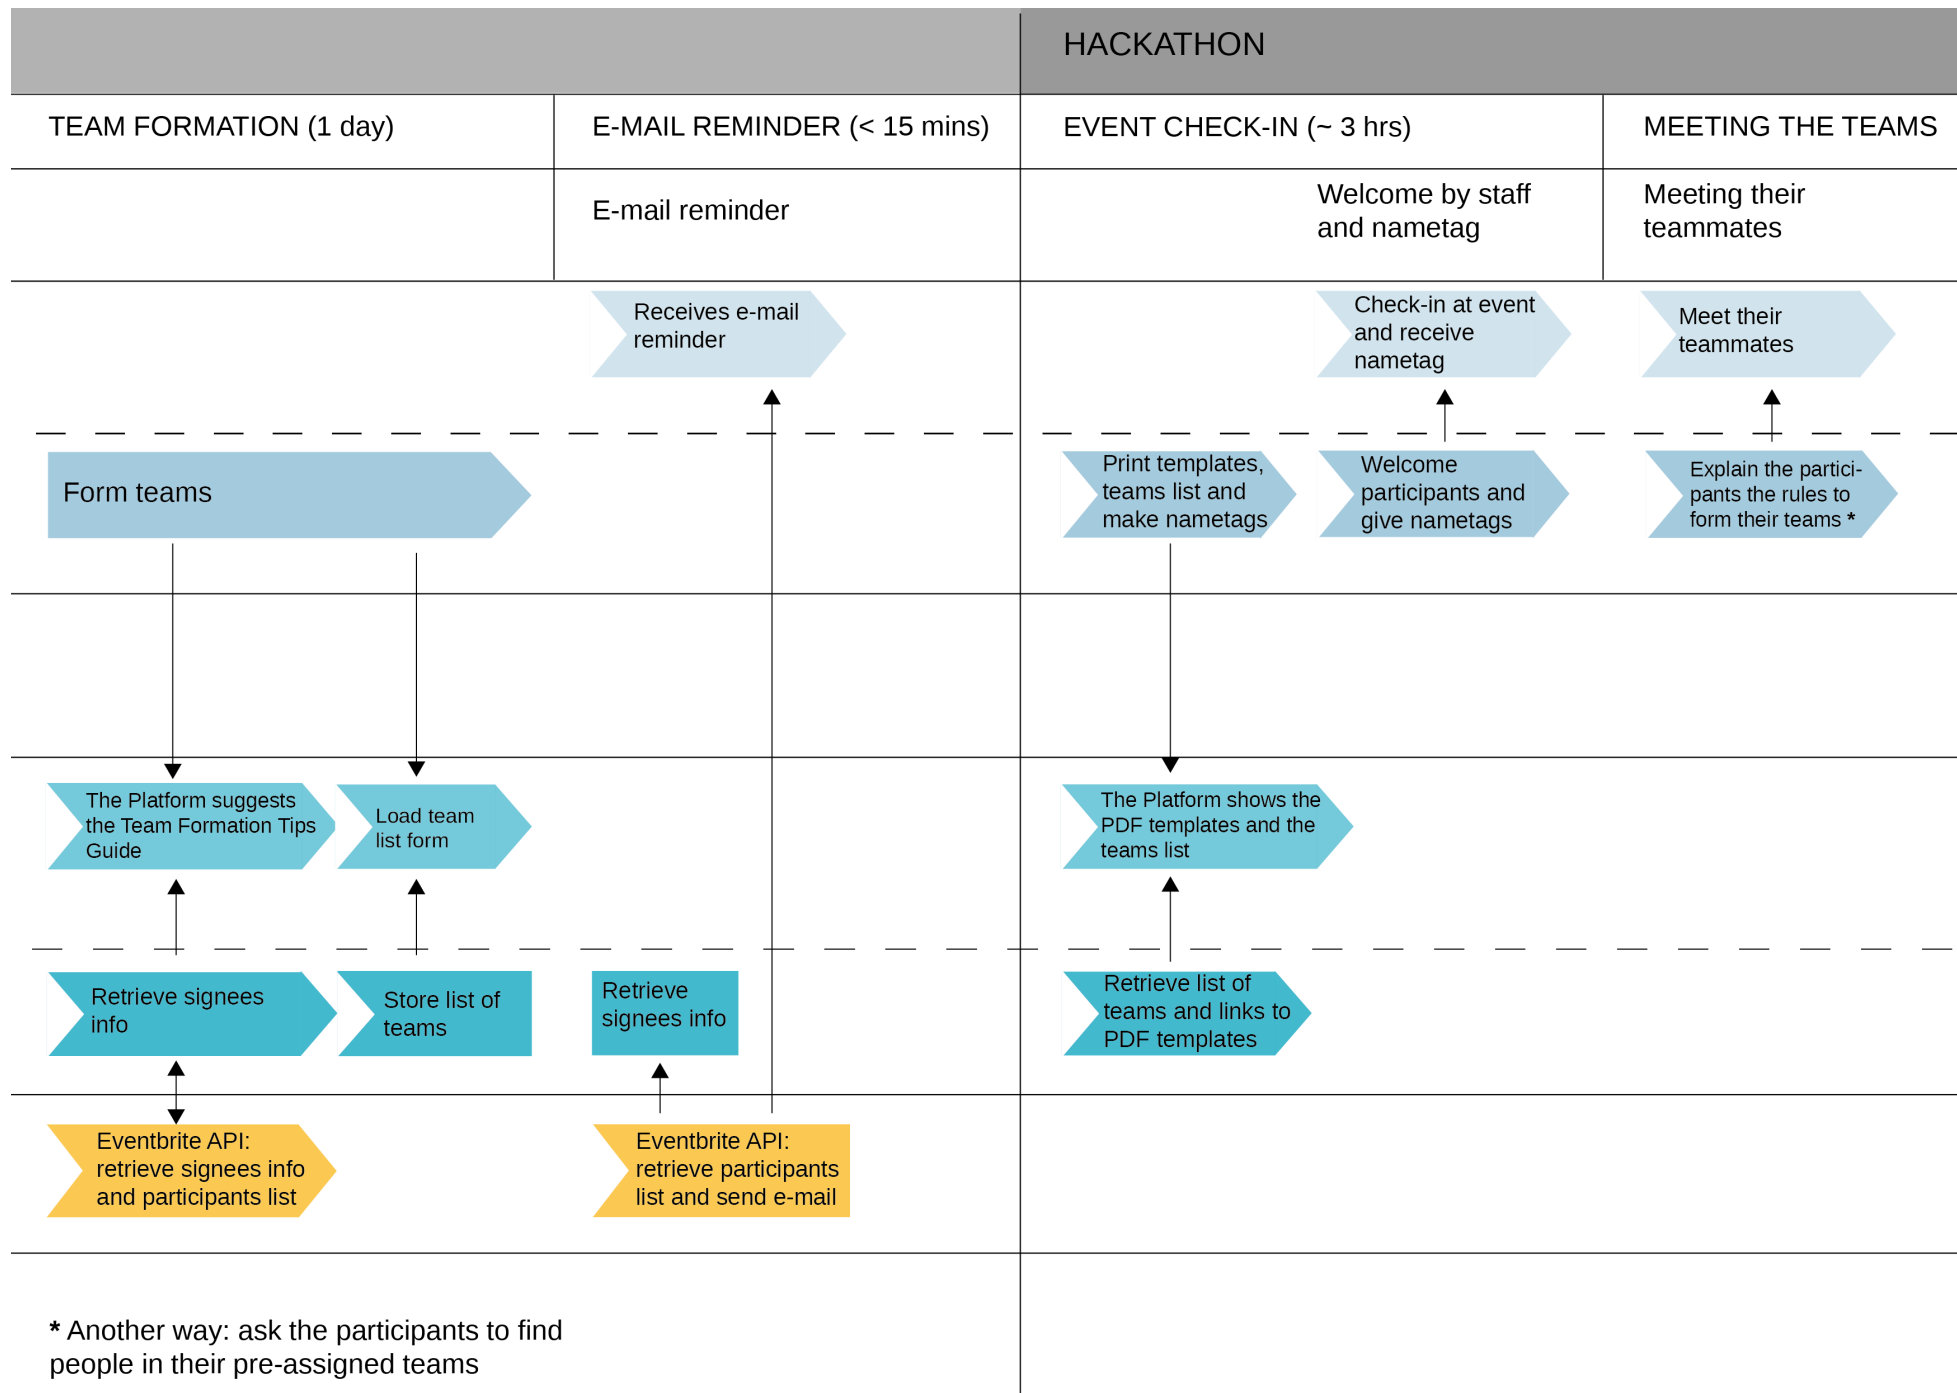 HACKATHON
TEAM FORMATION (1 day)
E-MAIL REMINDER (< 15 mins)
EVENT CHECK-IN (~ 3 hrs)
MEETING THE TEAMS
E-mail reminder
Welcome by staff
and nametag
Meeting their
teammates
Receives e-mail
reminder
Check-in at event
and receive
nametag
Meet their
teammates
Form teams
Print templates,
teams list and
make nametags
Welcome
participants and
give nametags
Explain the partici-
pants the rules to
form their teams *
The Platform suggests
the Team Formation Tips
Guide
Load team
list form
The Platform shows the
PDF templates and the
teams list
Retrieve signees
info
Store list of
teams
Retrieve
signees info
Retrieve list of
teams and links to
PDF templates
Eventbrite API:
retrieve signees info
and participants list
Eventbrite API:
retrieve participants
list and send e-mail
* Another way: ask the participants to find
people in their pre-assigned teams